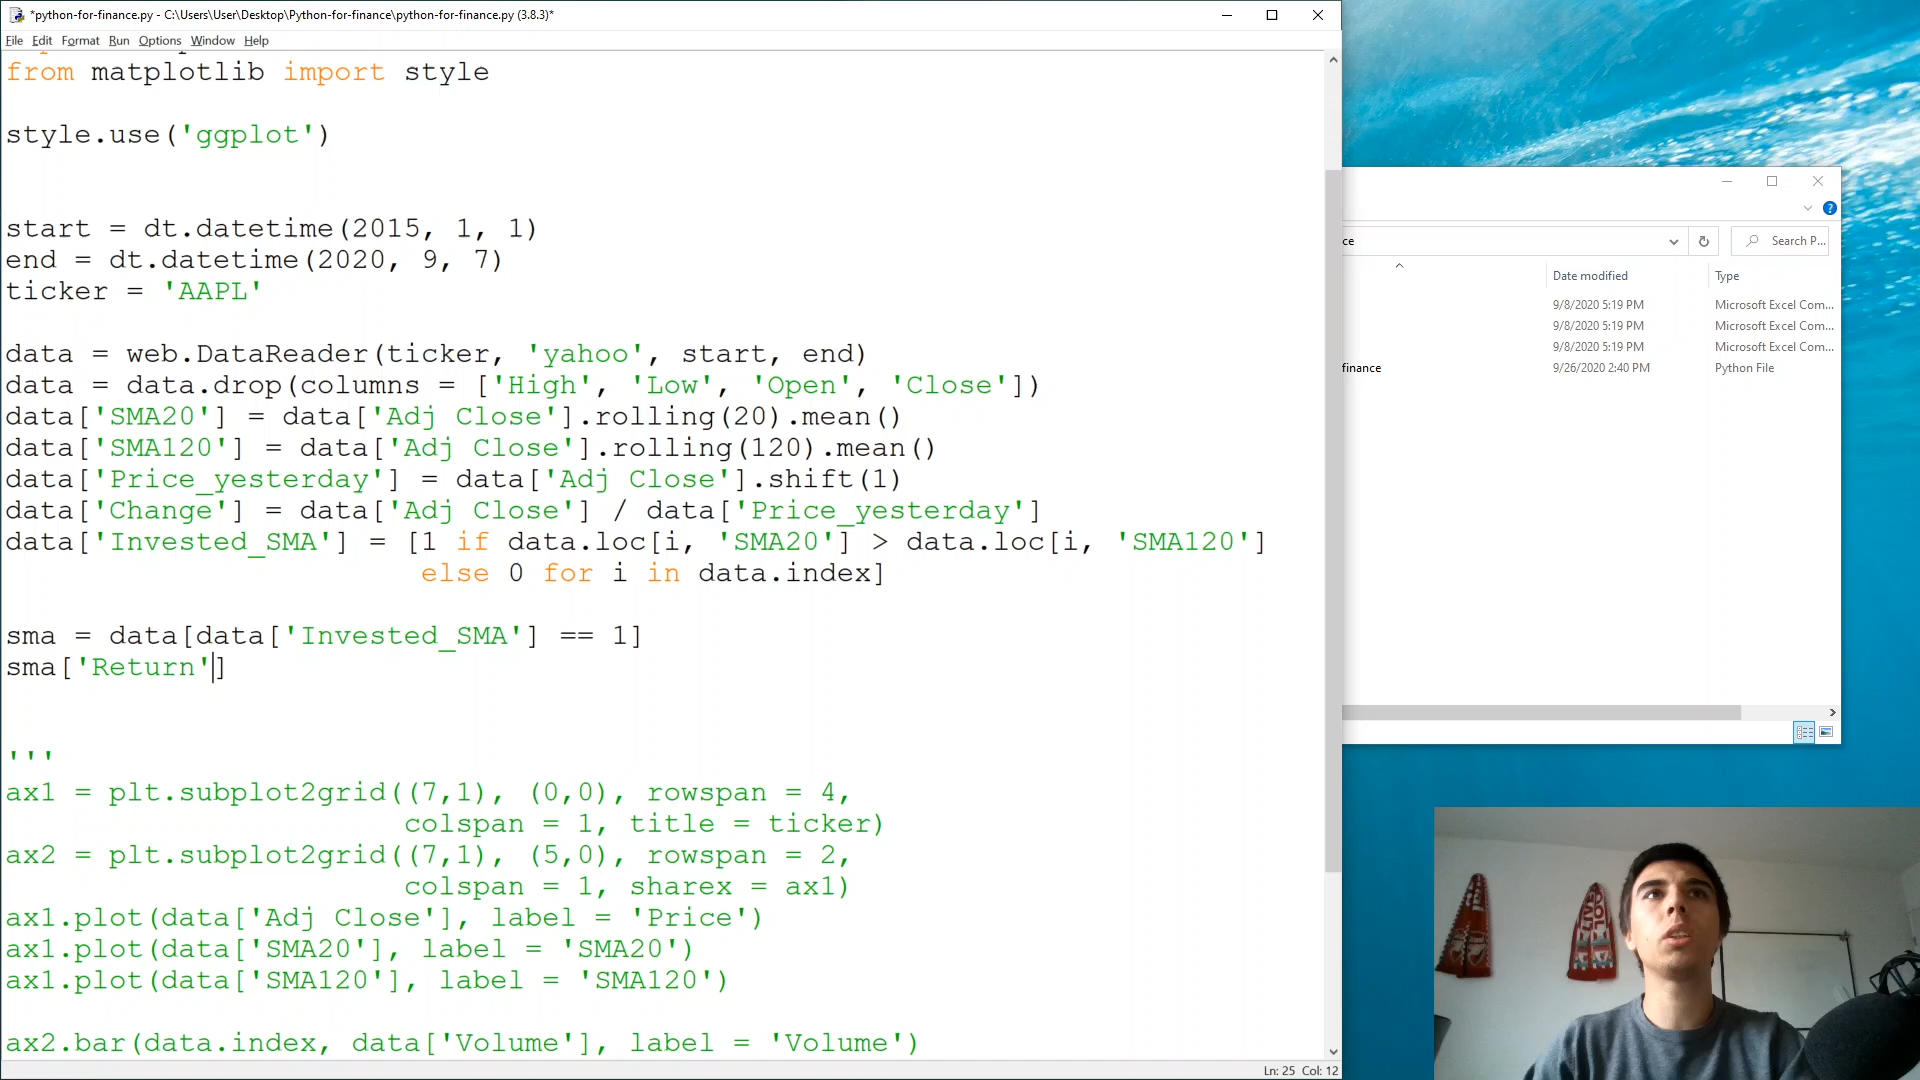 *python-for-finance.py - C:\Users\User\Desktop\Python-for-finance\python-for-finance.py (3.8.3)*
File Edit Format Run Options Window Help
from matplotlib import style
style.use('ggplot')
start = dt.datetime(2015, 1, 1)
end = dt.datetime(2020, 9, 7)
ticker = 'AAPL'
data = web.DataReader(ticker, 'yahoo', start, end)
data = data.drop(columns = ['High', 'Low', 'Open', 'Close'])
data['SMA20'] = data['Adj Close'].rolling(20).mean()
data['SMA120'] = data['Adj Close'].rolling(120).mean()
data['Price_yesterday'] = data['Adj Close'].shift(1)
data['Change'] = data['Adj Close'] / data['Price_yesterday']
data['Invested_SMA'] = [1 if data.loc[i, 'SMA20'] > data.loc[i, 'SMA120']
else 0 for i in data.index]
sma = data[data['Invested_SMA'] == 1]
sma['Return']
'''
ax1 = plt.subplot2grid((7,1), (0,0), rowspan = 4,
colspan = 1, title = ticker)
ax2 = plt.subplot2grid((7,1), (5,0), rowspan = 2,
colspan = 1, sharex = ax1)
ax1.plot(data['Adj Close'], label = 'Price')
ax1.plot(data['SMA20'], label = 'SMA20')
ax1.plot(data['SMA120'], label = 'SMA120')
ax2.bar(data.index, data['Volume'], label = 'Volume')
Ln: 25 Col: 12
ce
Search P...
Date modified Type
9/8/2020 5:19 PM Microsoft Excel Com...
9/8/2020 5:19 PM Microsoft Excel Com...
9/8/2020 5:19 PM Microsoft Excel Com...
finance 9/26/2020 2:40 PM Python File